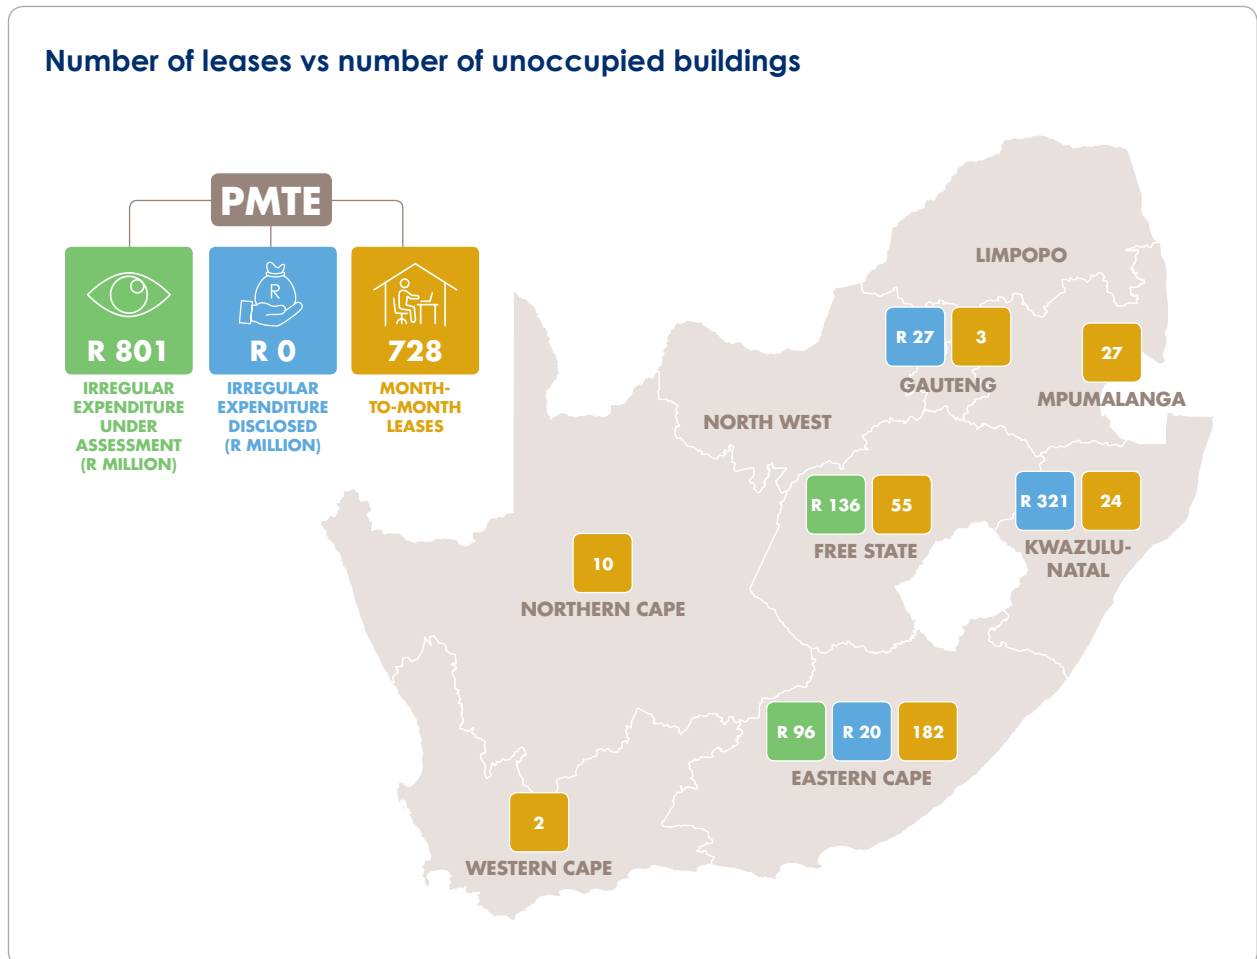 Number of leases vs number of unoccupied buildings
PMTE
R
R 801
R 0
728
IRREGULAR
EXPENDITURE
UNDER
ASSESSMENT
(R MILLION)
IRREGULAR
EXPENDITURE
DISCLOSED
(R MILLION)
MONTH-
TO-MONTH
LEASES
LIMPOPO
R 27
3
GAUTENG
27
MPUMALANGA
NORTH WEST
R 136
55
FREE STATE
R 321
24
KWAZULU-
NATAL
10
NORTHERN CAPE
R 96
R 20
182
EASTERN CAPE
2
WESTERN CAPE